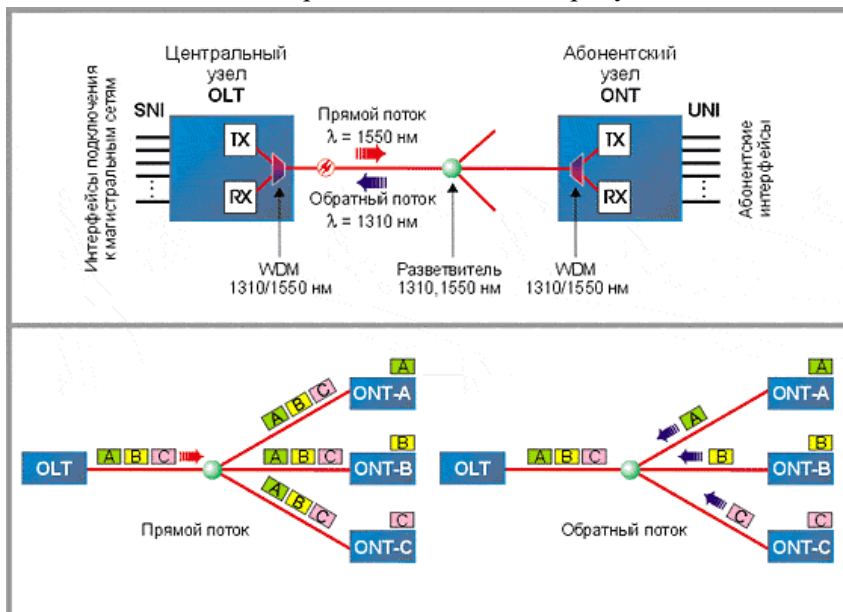 Центральный
узел
OLT
Абонентский
узел
ONT
Интерфейсы подключения
к магистральным сетям
SNI
TX
RX
Прямой поток
λ = 1550 нм
Обратный поток
λ = 1310 нм
TX
RX
UNI
Абонентские
интерфейсы
WDM
1310/1550 нм
Разветвитель
1310,1550 нм
WDM
1310/1550 нм
OLT
A B C
A B C
A B C
A B C
A
ONT-A
B
ONT-B
C
ONT-C
Прямой поток
OLT
A B C
A
B
C
A
ONT-A
B
ONT-B
C
ONT-C
Обратный поток